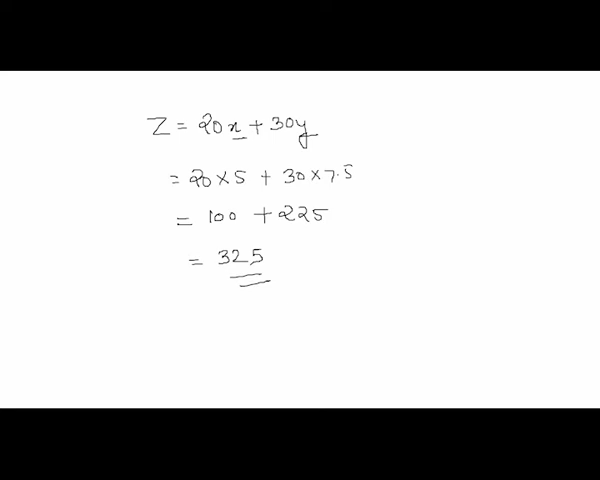 Z = 20x + 30y
= 20 × 5 + 30 × 7.5
= 100 + 225
= 325